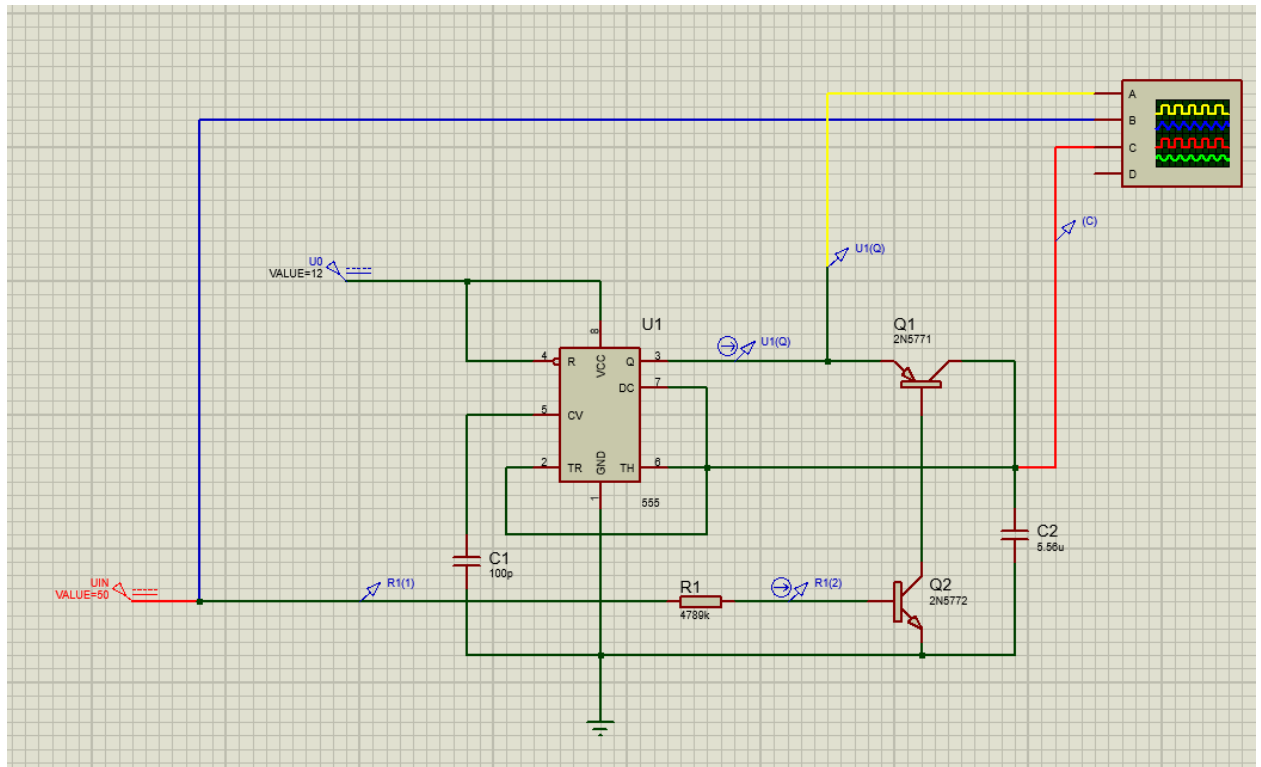 A
B
C
D
(C)
U1(Q)
U0
VALUE=12
U1
Q1
2N5771
8
U1(Q)
4
R
VCC
Q
3
DC
7
5
CV
2
TR
GND
TH
6
1
555
C2
5.56u
C1
100p
UIN
VALUE=50
R1(1)
R1
4789k
R1(2)
Q2
2N5772